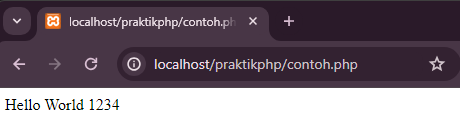 localhost/praktikphp/contoh.ph
localhost/praktikphp/contoh.php
Hello World 1234